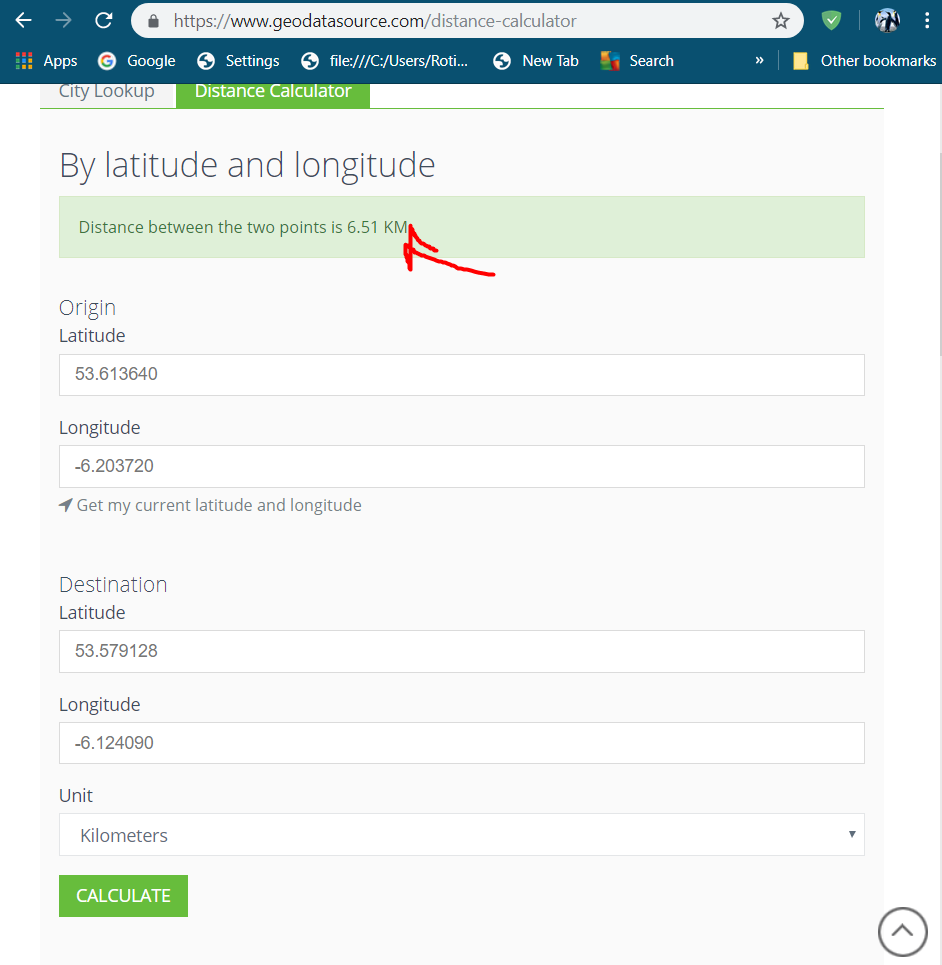 https://www.geodatasource.com/distance-calculator
Apps Google Settings file:///C:/Users/Roti... New Tab Search » Other bookmarks
City Lookup Distance Calculator
By latitude and longitude
Distance between the two points is 6.51 KM
Origin
Latitude
53.613640
Longitude
-6.203720
Get my current latitude and longitude
Destination
Latitude
53.579128
Longitude
-6.124090
Unit
Kilometers
CALCULATE